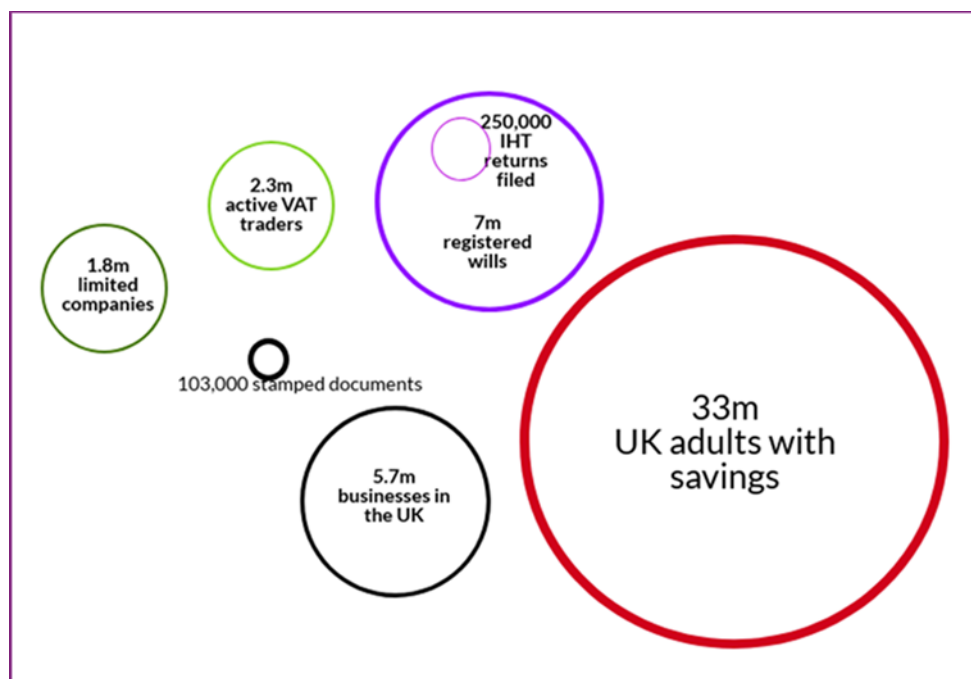 250,000
IHT
returns
filed
7m
registered
wills
2.3m
active VAT
traders
1.8m
limited
companies
103,000 stamped documents
33m
UK adults with
savings
5.7m
businesses in
the UK